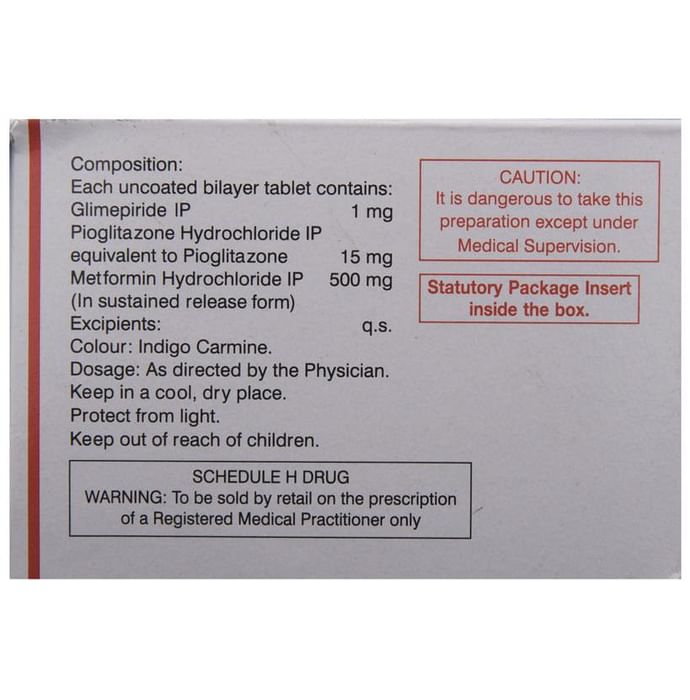 Composition:
Each uncoated bilayer tablet contains:
Glimepiride IP 1 mg
Pioglitazone Hydrochloride IP
equivalent to Pioglitazone 15 mg
Metformin Hydrochloride IP 500 mg
(In sustained release form)
Excipients: q.s.
Colour: Indigo Carmine.
Dosage: As directed by the Physician.
Keep in a cool, dry place.
Protect from light.
Keep out of reach of children.
SCHEDULE H DRUG
WARNING: To be sold by retail on the prescription
of a Registered Medical Practitioner only
CAUTION:
It is dangerous to take this
preparation except under
Medical Supervision.
Statutory Package Insert
inside the box.